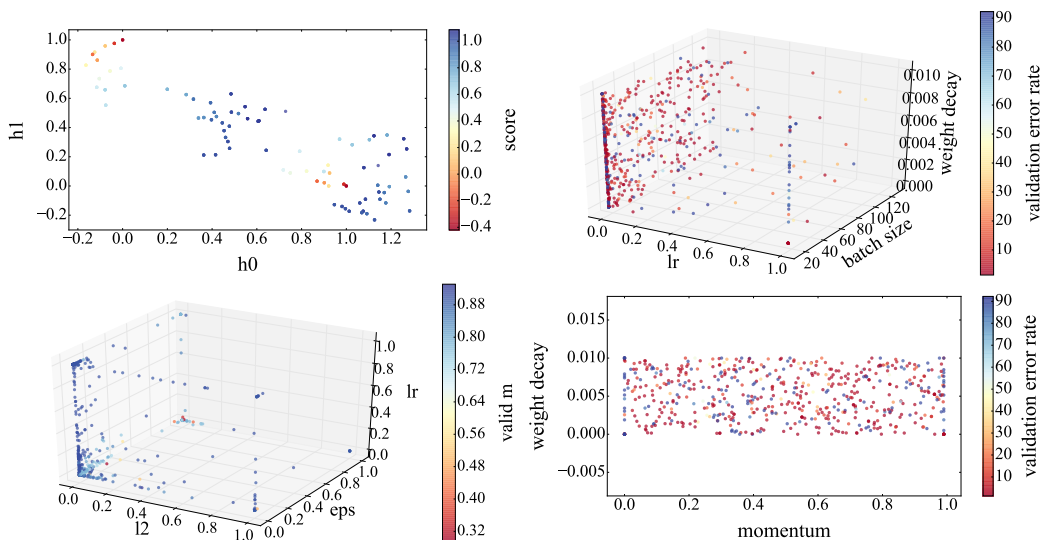 1.0
0.8
0.6
0.4
0.2
0.0
−0.2
h1
−0.2 0.0 0.2 0.4 0.6 0.8 1.0 1.2
h0
1.0
0.8
0.6
0.4
0.2
0.0
−0.2
−0.4
score
0.010
0.008
0.006
0.004
0.002
0.000
weight decay
0.0 0.2 0.4 0.6 0.8 1.0
lr
20 40 60 80 100 120
batch size
90
80
70
60
50
40
30
20
10
validation error rate
1.0
0.8
0.6
0.4
0.2
0.0
lr
0.0 0.2 0.4 0.6 0.8 1.0
l2
0.0 0.2 0.4 0.6 0.8 1.0
eps
0.88
0.80
0.72
0.64
0.56
0.48
0.40
0.32
valid m
0.015
0.010
0.005
0.000
−0.005
weight decay
0.0 0.2 0.4 0.6 0.8 1.0
momentum
90
80
70
60
50
40
30
20
10
validation error rate